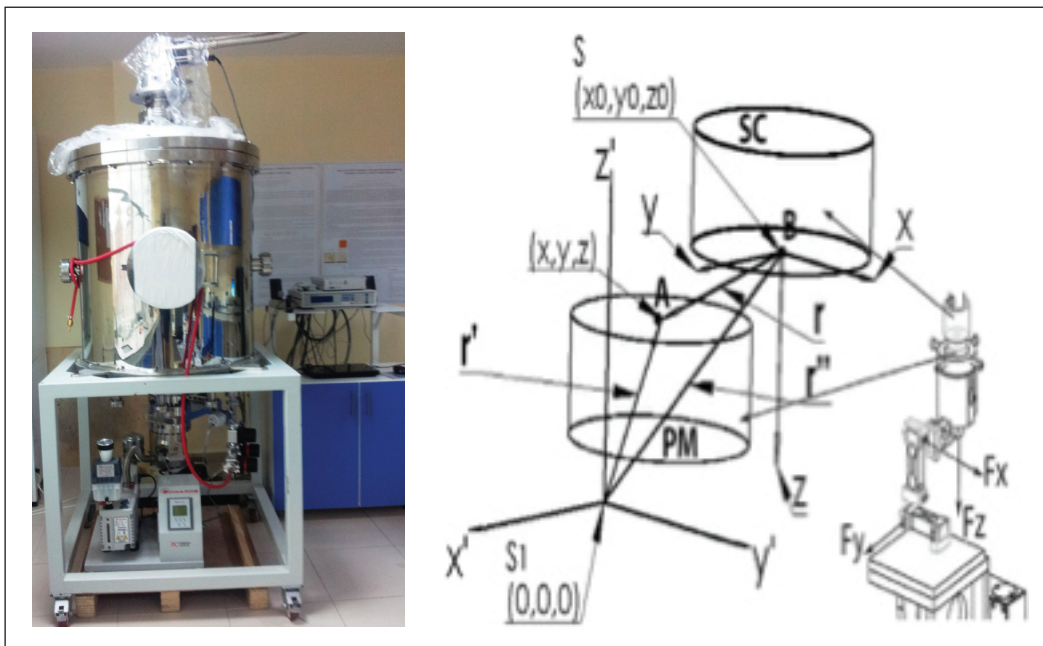 S
(x0,y0,z0)
SC
Z'
y
B
X
(x,y,z)
A
r
r'
r''
PM
Z
Fx
Fz
Fy
X'
y'
S1
(0,0,0)